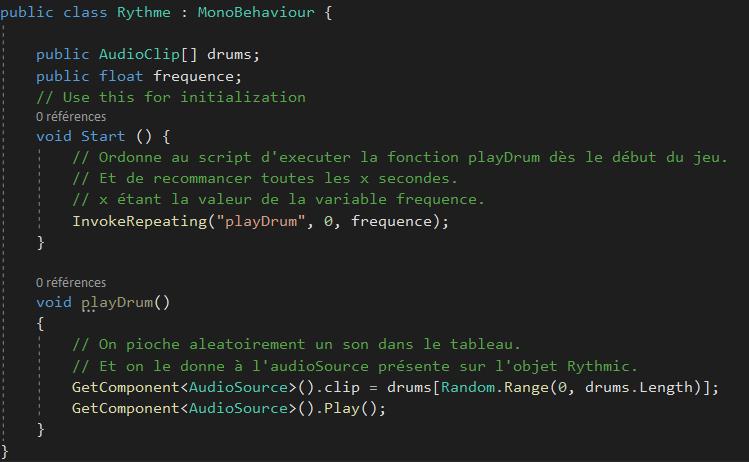 public class Rythme : MonoBehaviour {
public AudioClip[] drums;
public float frequence;
// Use this for initialization
0 références
void Start () {
// Ordonne au script d'executer la fonction playDrum dès le début du jeu.
// Et de recommancer toutes les x secondes.
// x étant la valeur de la variable frequence.
InvokeRepeating("playDrum", 0, frequence);
}
0 références
void playDrum()
{
// On pioche aleatoirement un son dans le tableau.
// Et on le donne à l'audioSource présente sur l'objet Rythmic.
GetComponent<AudioSource>().clip = drums[Random.Range(0, drums.Length)];
GetComponent<AudioSource>().Play();
}
}